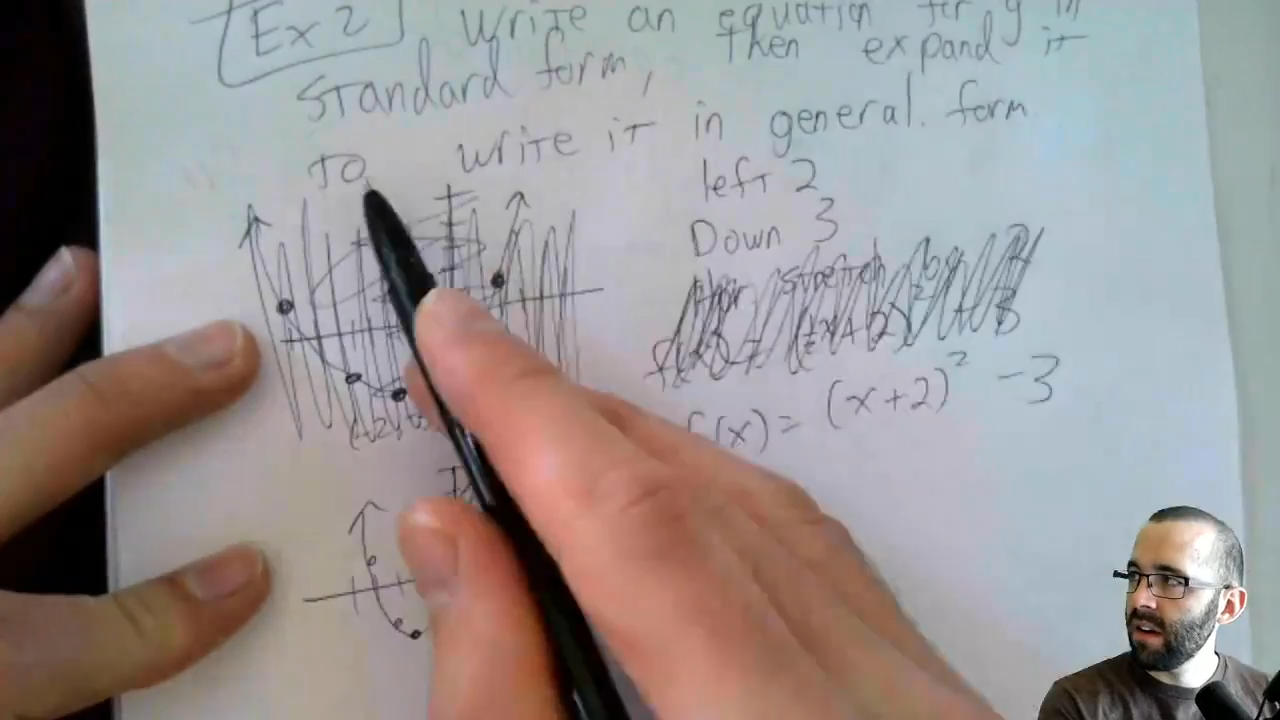 Ex 2 Write an equation for g in
standard form, then expand it
To write it in general form.
left 2
Down 3
f(x) = (x+2)² -3